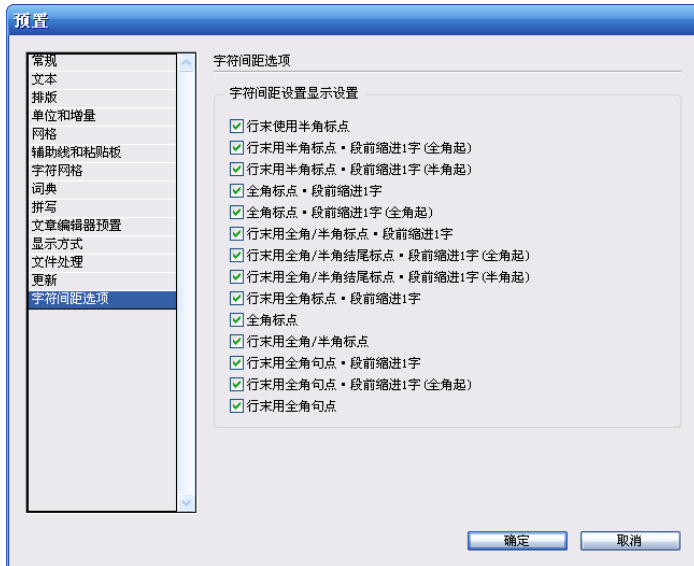 预置
常规
文本
排版
单位和增量
网格
辅助线和粘贴板
字符网格
词典
拼写
文章编辑器预置
显示方式
文件处理
更新
字符间距选项
字符间距选项
字符间距设置显示设置
行末使用半角标点
行末用半角标点·段前缩进1字(全角起)
行末用半角标点·段前缩进1字(半角起)
全角标点·段前缩进1字
全角标点·段前缩进1字(全角起)
行末用全角/半角标点·段前缩进1字
行末用全角/半角结尾标点·段前缩进1字(全角起)
行末用全角/半角结尾标点·段前缩进1字(半角起)
行末用全角标点·段前缩进1字
全角标点
行末用全角/半角标点
行末用全角句点·段前缩进1字
行末用全角句点·段前缩进1字(全角起)
行末用全角句点
确定
取消